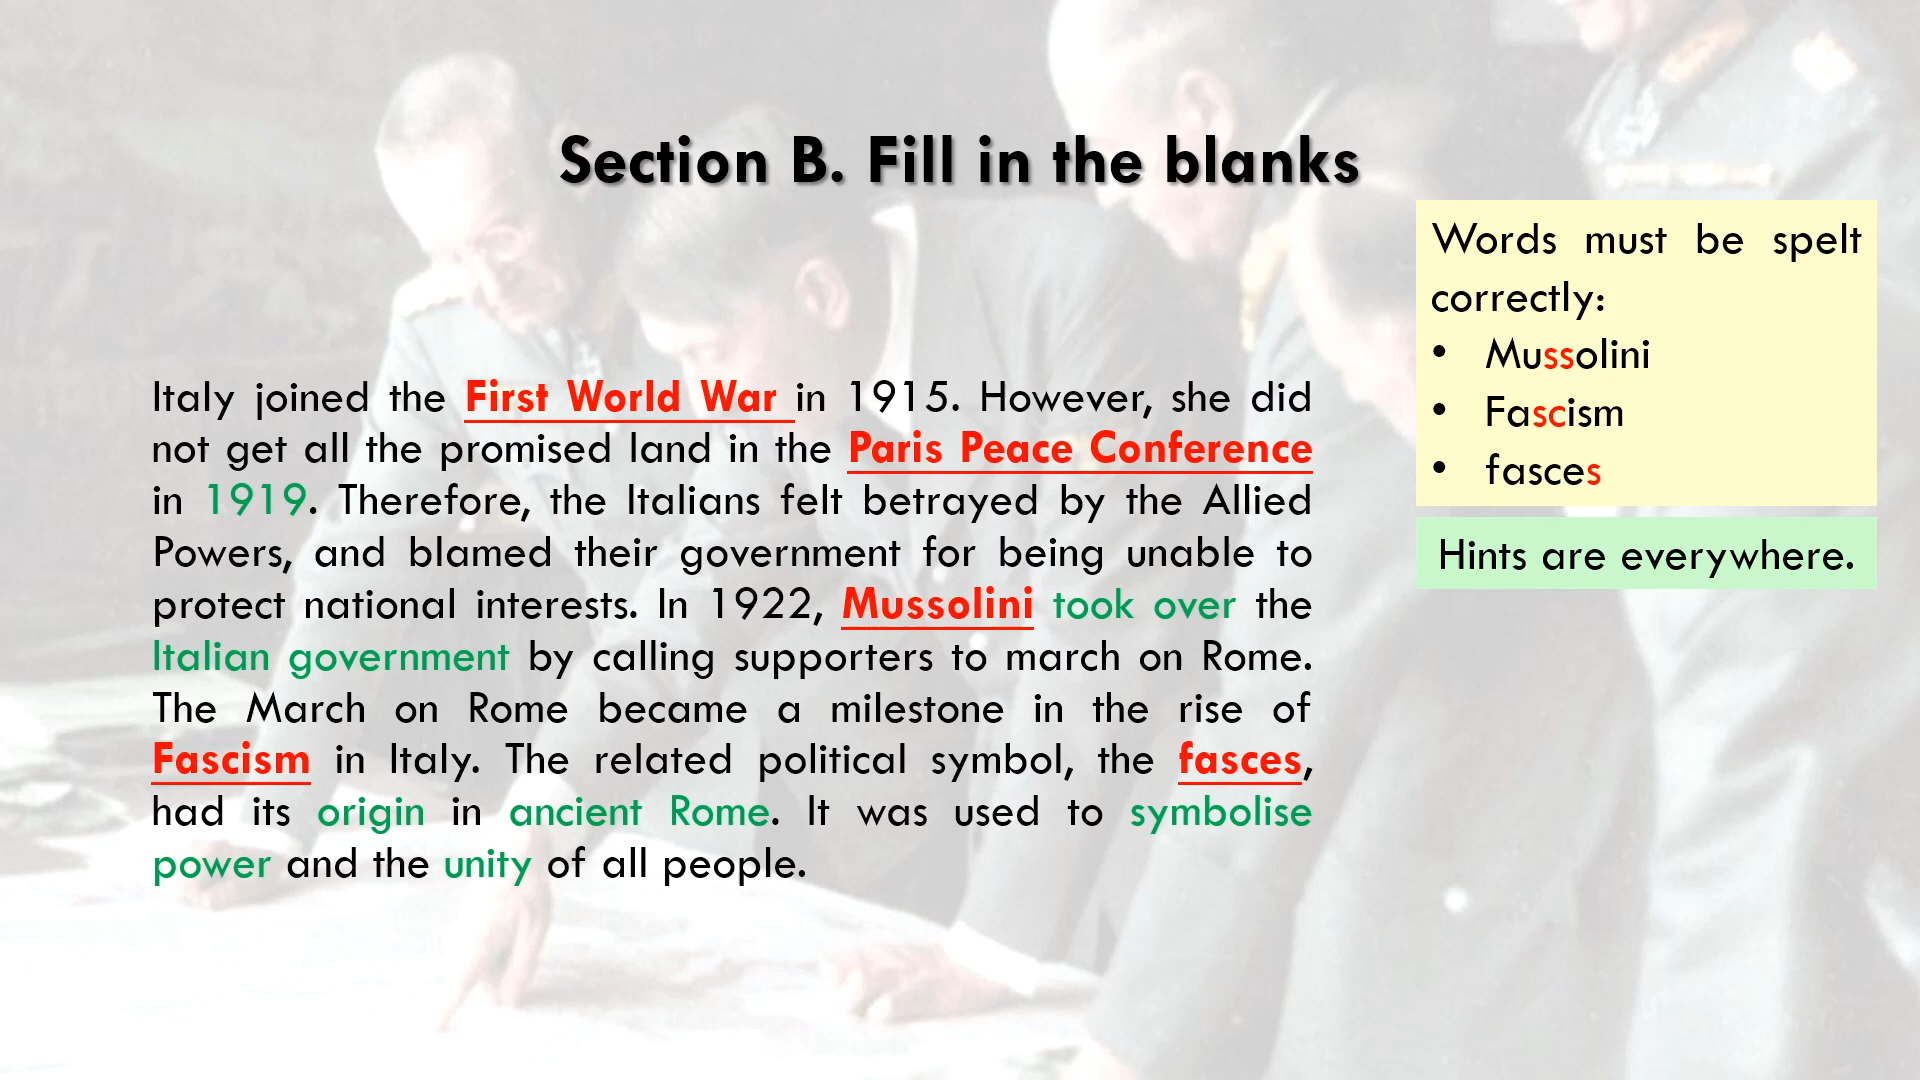 Section B. Fill in the blanks
Italy joined the First World War in 1915. However, she did
not get all the promised land in the Paris Peace Conference
in 1919. Therefore, the Italians felt betrayed by the Allied
Powers, and blamed their government for being unable to
protect national interests. In 1922, Mussolini took over the
Italian government by calling supporters to march on Rome.
The March on Rome became a milestone in the rise of
Fascism in Italy. The related political symbol, the fasces,
had its origin in ancient Rome. It was used to symbolise
power and the unity of all people.
Words must be spelt
correctly:
• Mussolini
• Fascism
• fasces
Hints are everywhere.